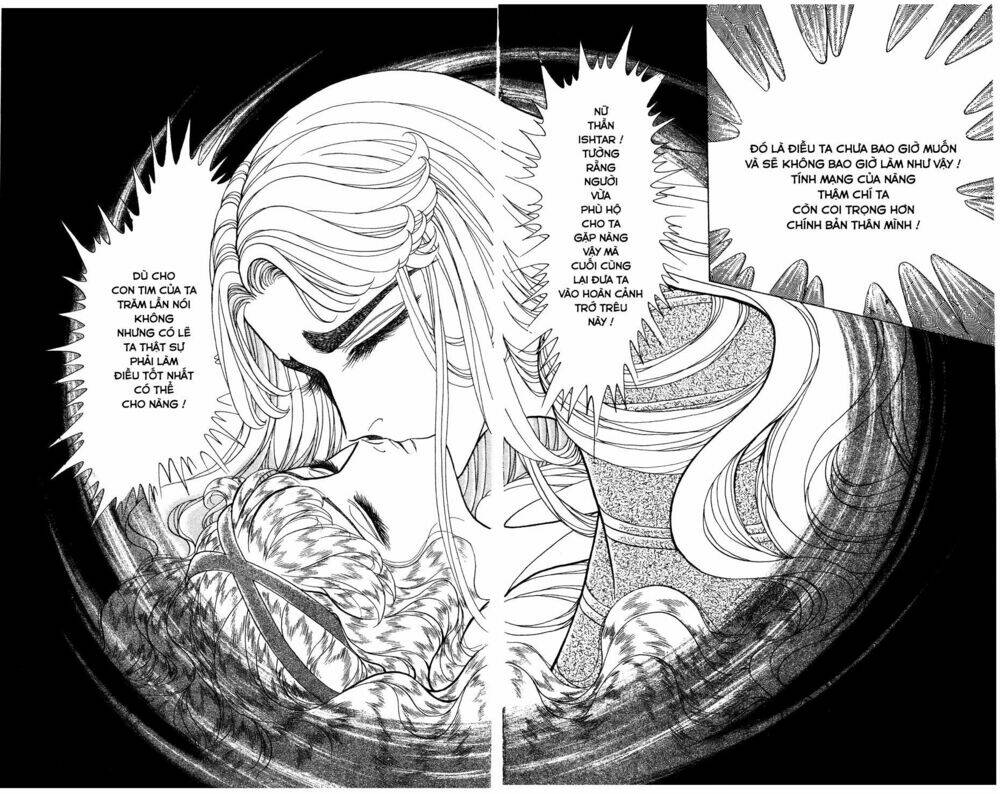 ĐÓ LÀ ĐIỀU TA CHƯA BAO GIỜ MUỐN
VÀ SẼ KHÔNG BAO GIỜ LÀM NHƯ VẬY !
TÍNH MẠNG CỦA NÀNG
THẬM CHÍ TA
CÒN COI TRỌNG HƠN
CHÍNH BẢN THÂN MÌNH !
NỮ
THẦN
ISHTAR !
TƯỞNG
RẰNG
NGƯỜI
VỪA
PHÙ HỘ
CHO TA
GẶP NÀNG
VẬY MÀ
CUỐI CÙNG
LẠI ĐƯA TA
VÀO HOÀN CẢNH
TRỚ TRÊU
NÀY !
DÙ CHO
CON TIM CỦA TA
TRĂM LẦN NÓI
KHÔNG
NHƯNG CÓ LẼ
TA THẬT SỰ
PHẢI LÀM
ĐIỀU TỐT NHẤT
CÓ THỂ
CHO NÀNG !